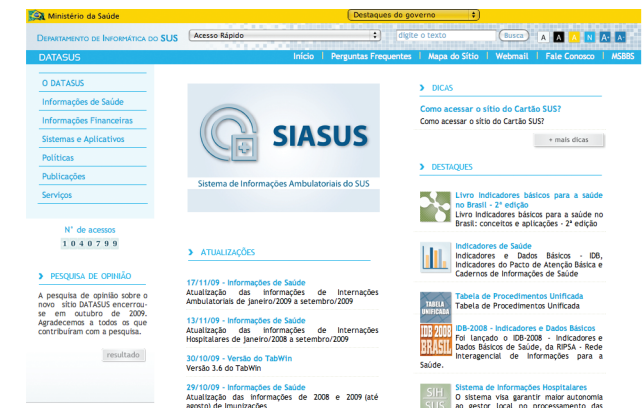 Ministério da Saúde
Destaques do governo
DEPARTAMENTO DE INFORMÁTICA DO SUS
Acesso Rápido
digite o texto
Busca
A A A N A+ A-
DATASUS
Início | Perguntas Frequentes | Mapa do Sítio | Webmail | Fale Conosco | MSBBS
O DATASUS
Informações de Saúde
Informações Financeiras
Sistemas e Aplicativos
Políticas
Publicações
Serviços
N° de acessos
1 0 4 0 7 9 9
PESQUISA DE OPINIÃO
A pesquisa de opinião sobre o
novo sítio DATASUS encerrou-
se em outubro de 2009.
Agradecemos a todos os que
contribuíram com a pesquisa.
resultado
SIASUS
Sistema de Informações Ambulatoriais do SUS
ATUALIZAÇÕES
17/11/09 - Informações de Saúde
Atualização das informações de Internações
Ambulatoriais de janeiro/2009 a setembro/2009
13/11/09 - Informações de Saúde
Atualização das informações de Internações
Hospitalares de janeiro/2008 a setembro/2009
30/10/09 - Versão do TabWin
Versão 3.6 do TabWin
29/10/09 - Informações de Saúde
Atualização das informações de 2008 e 2009 (até
agosto) de Imunizações
DICAS
Como acessar o sítio do Cartão SUS?
Como acessar o sítio do Cartão SUS?
+ mais dicas
DESTAQUES
Livro Indicadores básicos para a saúde
no Brasil - 2ª edição
Livro Indicadores básicos para a saúde no
Brasil: conceitos e aplicações - 2ª edição
Indicadores de Saúde
Indicadores e Dados Básicos - IDB,
Indicadores do Pacto de Atenção Básica e
Cadernos de Informações de Saúde
TABELA
UNIFICADA
Tabela de Procedimentos Unificada
Tabela de Procedimentos Unificada
IDB 2008
BRASIL
IDB-2008 - Indicadores e Dados Básicos
Foi lançado o IDB-2008 - Indicadores e
Dados Básicos de Saúde, da RIPSA - Rede
Interagencial de Informações para a
Saúde.
SIH
SUS
Sistema de Informações Hospitalares
O sistema visa garantir maior autonomia
ao gestor local no processamento das